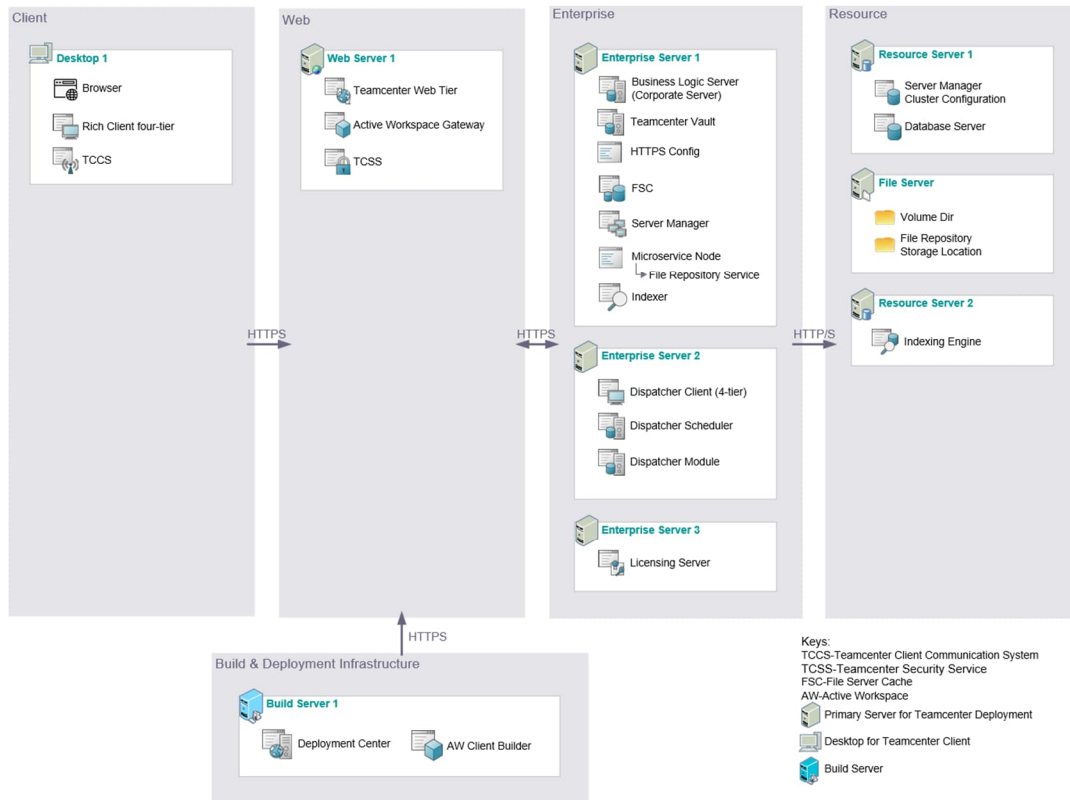 Client
Desktop 1
Browser
Rich Client four-tier
TCCS
HTTPS
Web
Web Server 1
Teamcenter Web Tier
Active Workspace Gateway
TCSS
HTTPS
Enterprise
Enterprise Server 1
Business Logic Server
(Corporate Server)
Teamcenter Vault
HTTPS Config
FSC
Server Manager
Microservice Node
File Repository Service
Indexer
Enterprise Server 2
Dispatcher Client (4-tier)
Dispatcher Scheduler
Dispatcher Module
Enterprise Server 3
Licensing Server
HTTP/S
Resource
Resource Server 1
Server Manager
Cluster Configuration
Database Server
File Server
Volume Dir
File Repository
Storage Location
Resource Server 2
Indexing Engine
HTTPS
Build & Deployment Infrastructure
Build Server 1
Deployment Center
AW Client Builder
Keys:
TCCS-Teamcenter Client Communication System
TCSS-Teamcenter Security Service
FSC-File Server Cache
AW-Active Workspace
Primary Server for Teamcenter Deployment
Desktop for Teamcenter Client
Build Server